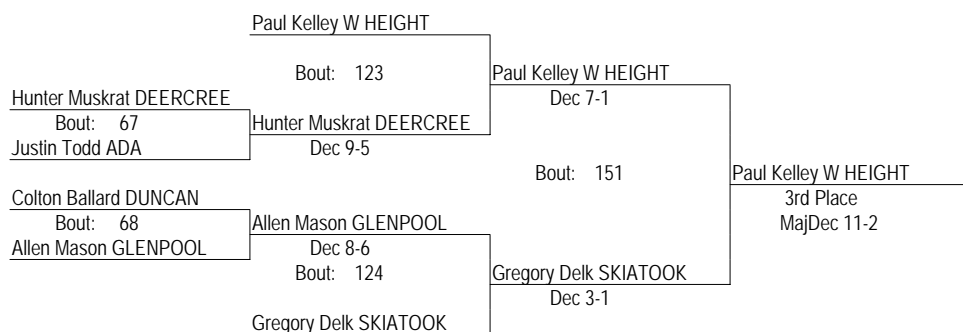 Paul Kelley W HEIGHT
Bout: 123
Paul Kelley W HEIGHT
Dec 7-1
Hunter Muskrat DEERCREE
Bout: 67
Hunter Muskrat DEERCREE
Justin Todd ADA
Dec 9-5
Bout: 151
Paul Kelley W HEIGHT
3rd Place
MajDec 11-2
Colton Ballard DUNCAN
Bout: 68
Allen Mason GLENPOOL
Allen Mason GLENPOOL
Dec 8-6
Bout: 124
Gregory Delk SKIATOOK
Dec 3-1
Gregory Delk SKIATOOK